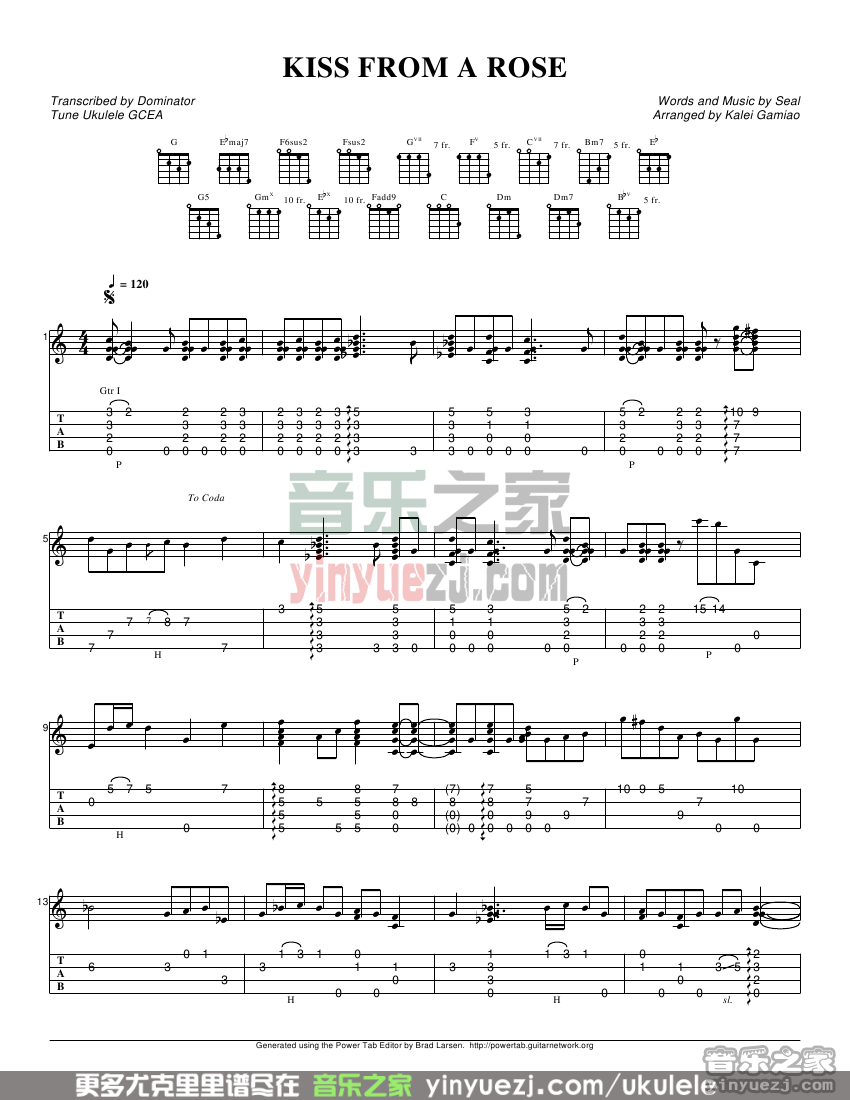 KISS FROM A ROSE
Transcribed by Dominator
Tune Ukulele GCEA
Words and Music by Seal
Arranged by Kalei Gamiao
G E♭maj7 F6sus2 Fsus2 G VII 7 fr. F V 5 fr. C VII 7 fr. Bm7 5 fr. E♭
G5 Gm X 10 fr. E♭X 10 fr. Fadd9 C Dm Dm7 B♭V 5 fr.
= 120
1
4
4
Gtr I
T
A
B
3 2 2 2 3 2 3 2 3 5 5 5 3 5 2 2 2 10 9
3 3 3 3 3 3 3 3 3 3 1 1 3 3 3 7
2 2 2 2 2 2 2 2 3 0 0 0 2 2 2 7
0 0 0 0 0 0 0 0 0 3 3 3 0 0 0 0 0 0 7
P P
To Coda
音乐之家
yinyuezj.com
5
T
A
B
3 5 5 5 5 3 5 2 2 2 15 14
7 7 8 7 3 3 1 1 3 3 3
7 3 3 0 0 2 2 2 0
7 7 3 3 3 0 0 0 0 0 0 0 0
H P P
9
T
A
B
5 7 5 7 8 8 7 (7) 7 5 10 9 5
0 5 5 5 8 8 8 8 7 7 7
5 5 0 (0) 0 9 9 9
0 5 5 5 0 (0) 0 0 0 0 0 0
H
13
T
A
B
0 1 1 3 1 0 1 1 3 1 0 2
6 3 3 1 1 3 3 1 1 3 5 3
3 0 3 0 2
0 0 0 0 0 0 0
H H sl.
Generated using the Power Tab Editor by Brad Larsen. http://powertab.guitarnetwork.org
更多尤克里里谱尽在 音乐之家 yinyuezj.com/ukulele
音乐之家
yinyuezj.com